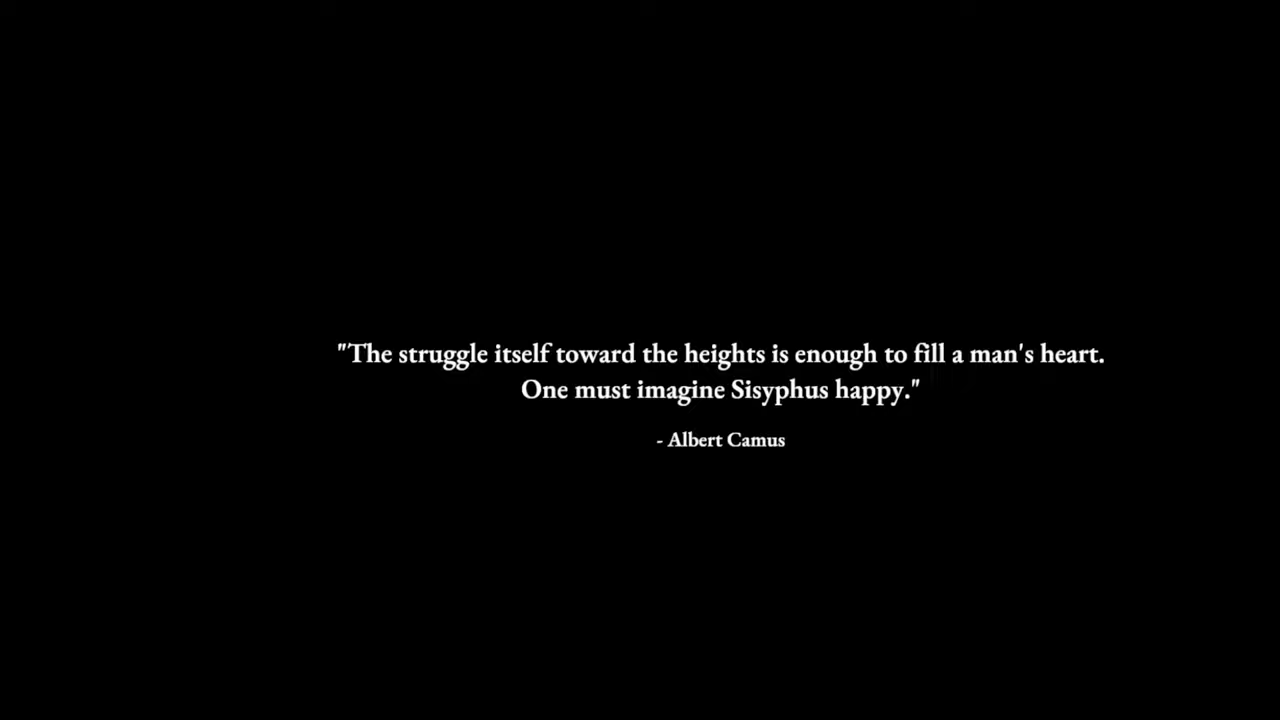 "The struggle itself toward the heights is enough to fill a man's heart.
One must imagine Sisyphus happy."
- Albert Camus